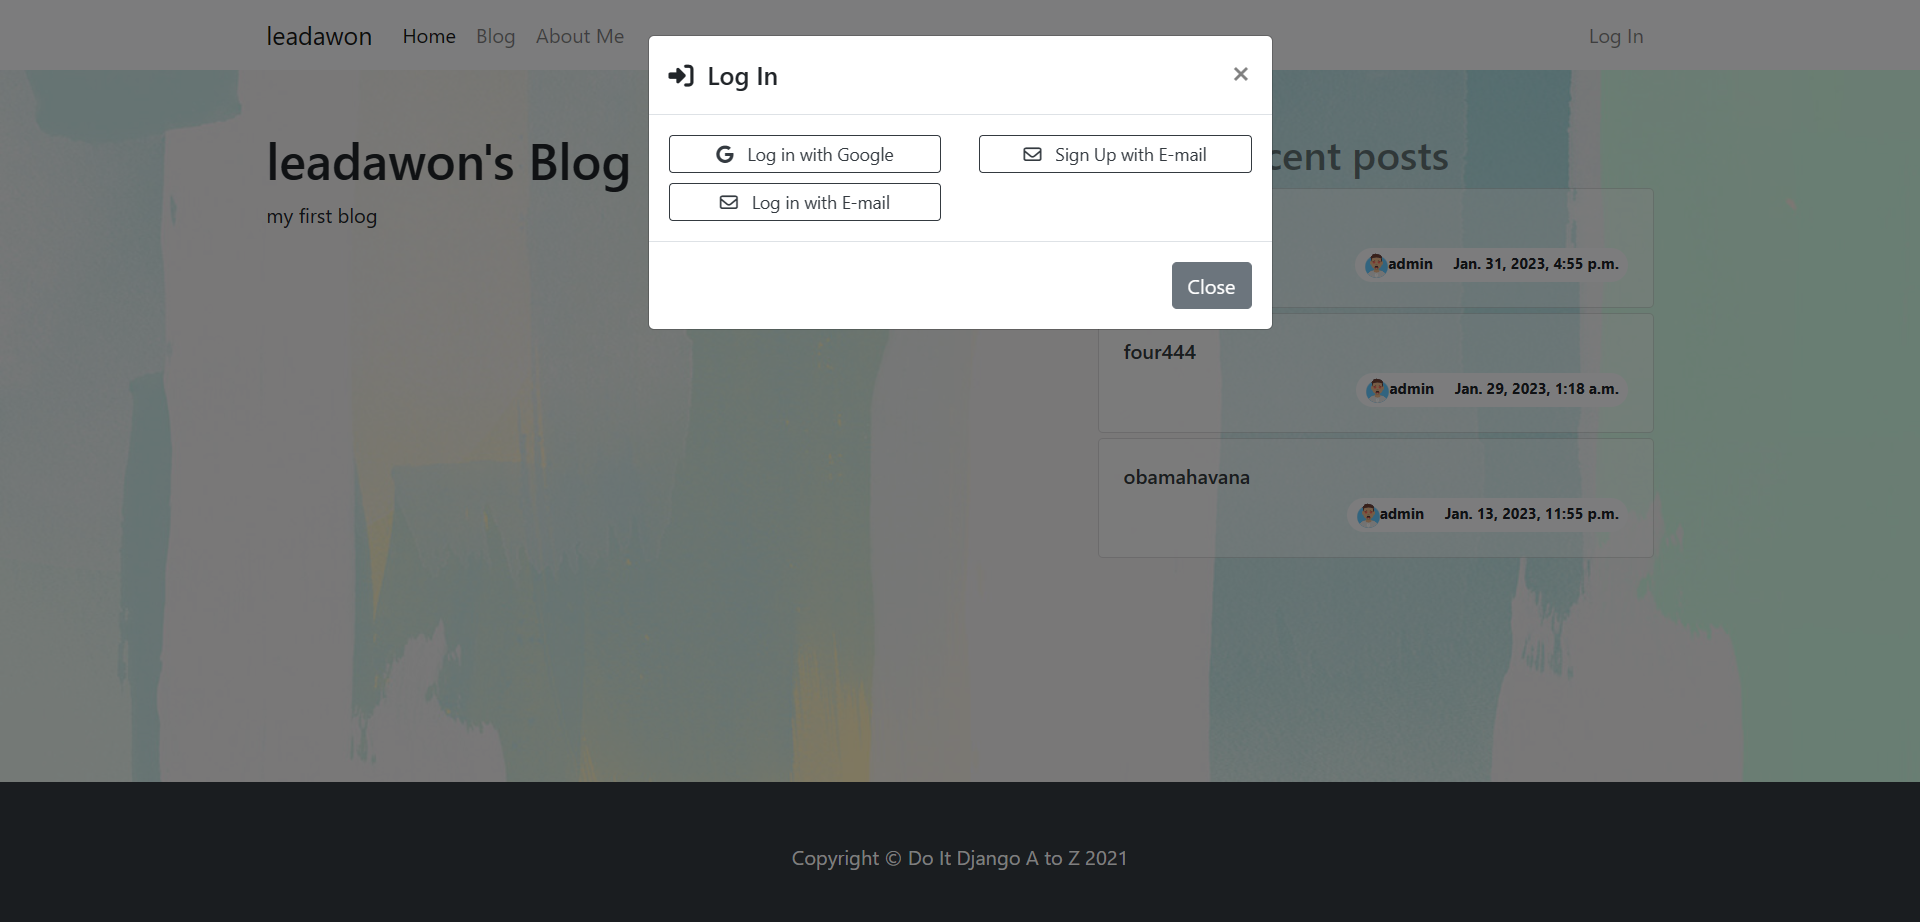 leadawon Home Blog About Me Log In
Log In ×
Log in with Google Sign Up with E-mail
Log in with E-mail
Close
leadawon's Blog
my first blog
posts
admin Jan. 31, 2023, 4:55 p.m.
four444
admin Jan. 29, 2023, 1:18 a.m.
obamahavana
admin Jan. 13, 2023, 11:55 p.m.
Copyright © Do It Django A to Z 2021